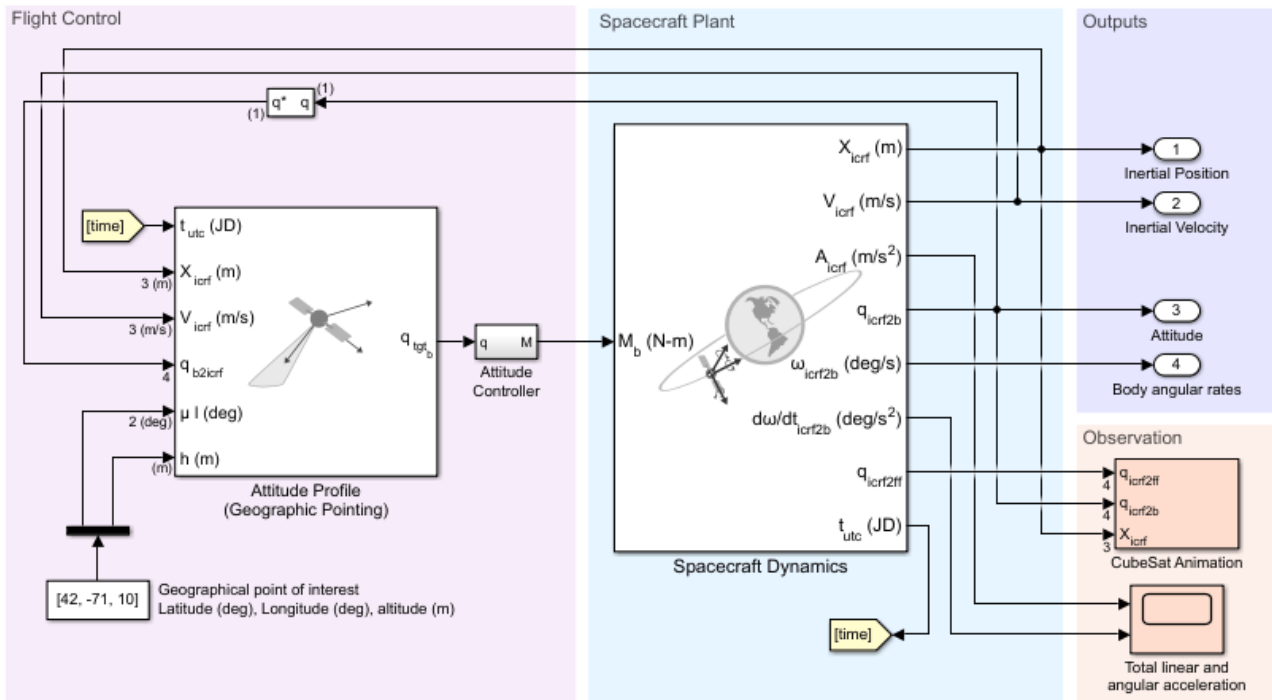 Flight Control
Spacecraft Plant
Outputs
q* q
(1)
(1)
[time]
t_utc (JD)
X_icrf (m)
3 (m)
V_icrf (m/s)
3 (m/s)
q_b2icrf
4
μ l (deg)
2 (deg)
h (m)
(m)
q_tgt_b
Attitude Profile
(Geographic Pointing)
q M
Attitude
Controller
[42, -71, 10]
Geographical point of interest
Latitude (deg), Longitude (deg), altitude (m)
M_b (N-m)
X_icrf (m)
V_icrf (m/s)
A_icrf (m/s²)
q_icrf2b
ω_icrf2b (deg/s)
dω/dt_icrf2b (deg/s²)
q_icrf2ff
t_utc (JD)
Spacecraft Dynamics
[time]
1
Inertial Position
2
Inertial Velocity
3
Attitude
4
Body angular rates
Observation
q_icrf2ff
4
q_icrf2b
4
X_icrf
3
CubeSat Animation
Total linear and
angular acceleration